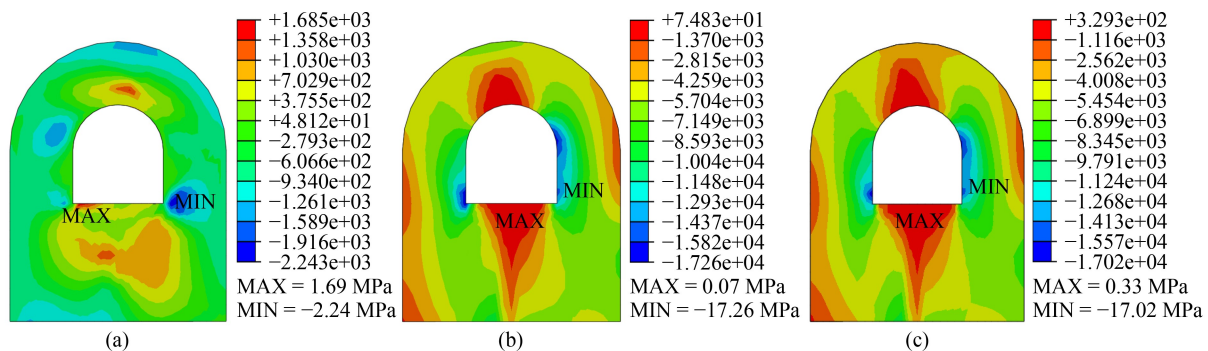 +1.685e+03
+1.358e+03
+1.030e+03
+7.029e+02
+3.755e+02
+4.812e+01
−2.793e+02
−6.066e+02
−9.340e+02
−1.261e+03
−1.589e+03
−1.916e+03
−2.243e+03
MAX
MIN
MAX = 1.69 MPa
MIN = −2.24 MPa
(a)
+7.483e+01
−1.370e+03
−2.815e+03
−4.259e+03
−5.704e+03
−7.149e+03
−8.593e+03
−1.004e+04
−1.148e+04
−1.293e+04
−1.437e+04
−1.582e+04
−1.726e+04
MIN
MAX
MAX = 0.07 MPa
MIN = −17.26 MPa
(b)
+3.293e+02
−1.116e+03
−2.562e+03
−4.008e+03
−5.454e+03
−6.899e+03
−8.345e+03
−9.791e+03
−1.124e+04
−1.268e+04
−1.413e+04
−1.557e+04
−1.702e+04
MIN
MAX
MAX = 0.33 MPa
MIN = −17.02 MPa
(c)